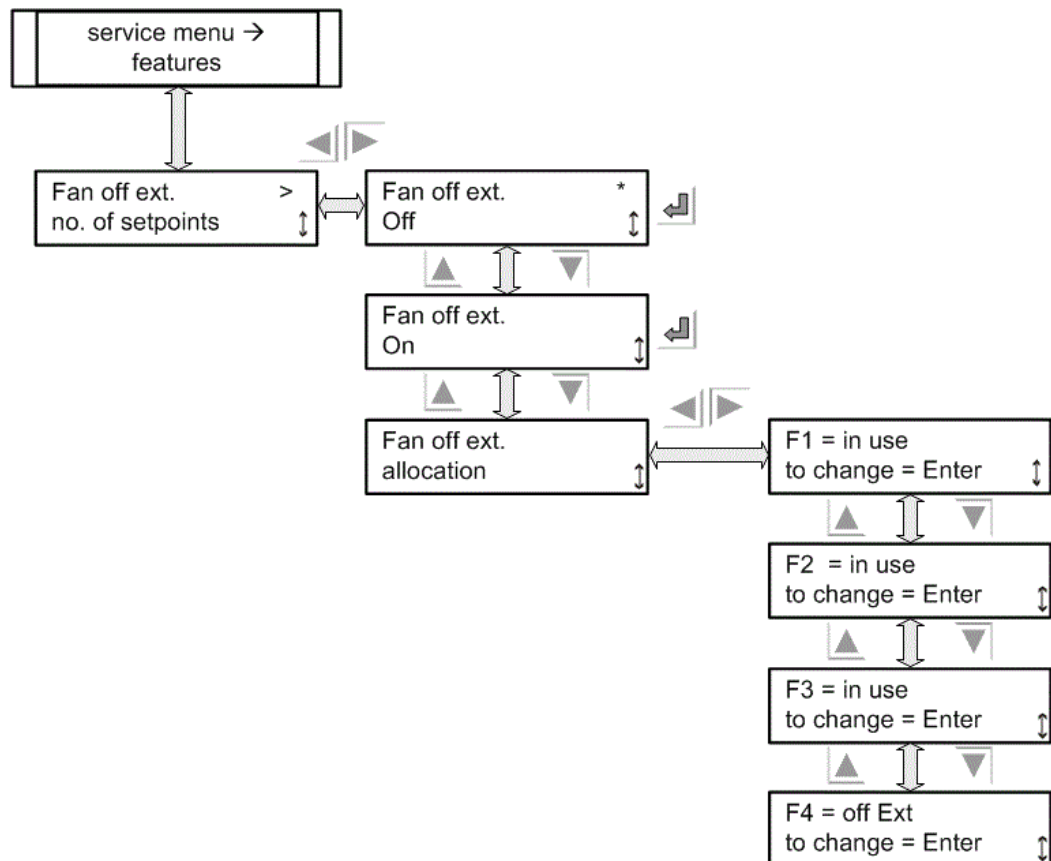 service menu →
features
Fan off ext. >
no. of setpoints ↕
Fan off ext. *
Off ↕
Fan off ext.
On ↕
Fan off ext.
allocation ↕
F1 = in use
to change = Enter ↕
F2 = in use
to change = Enter ↕
F3 = in use
to change = Enter ↕
F4 = off Ext
to change = Enter ↕